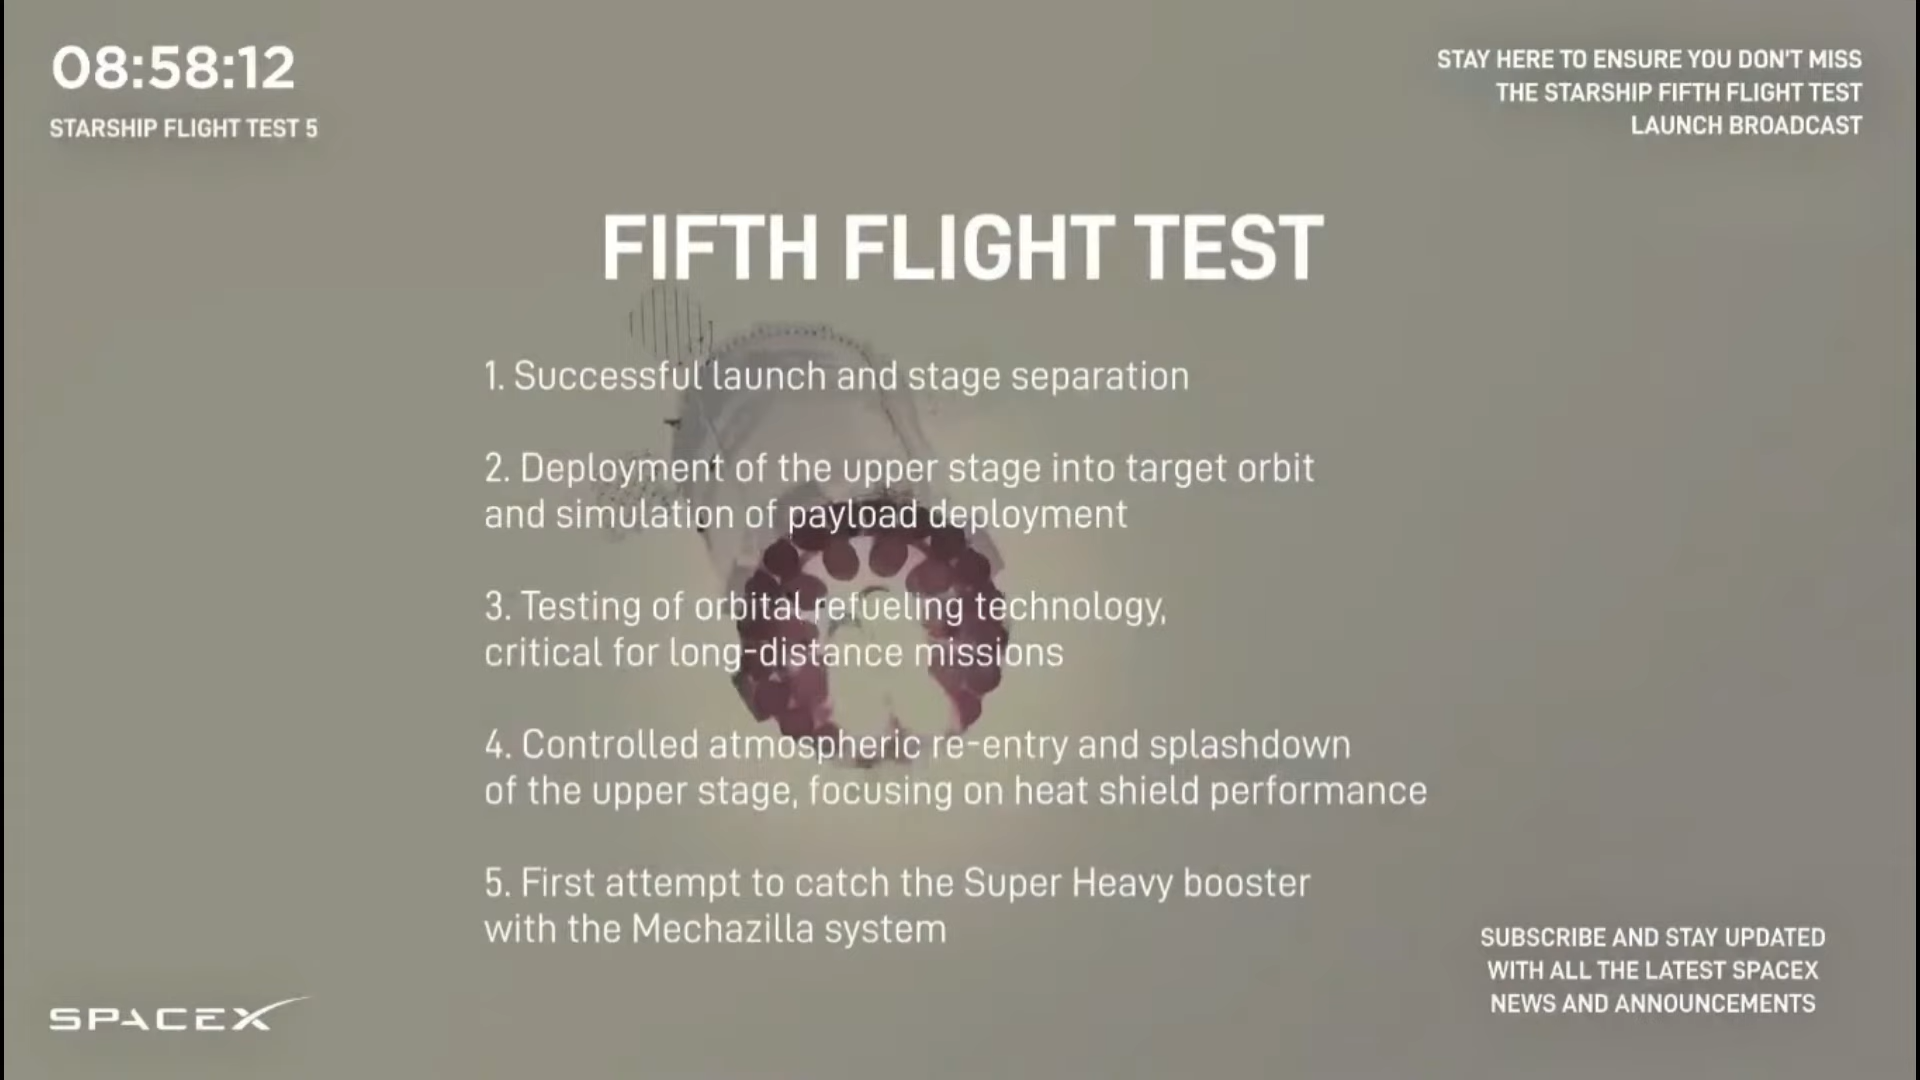 08:58:12
STARSHIP FLIGHT TEST 5
STAY HERE TO ENSURE YOU DON'T MISS
THE STARSHIP FIFTH FLIGHT TEST
LAUNCH BROADCAST
FIFTH FLIGHT TEST
1. Successful launch and stage separation
2. Deployment of the upper stage into target orbit
and simulation of payload deployment
3. Testing of orbital refueling technology,
critical for long-distance missions
4. Controlled atmospheric re-entry and splashdown
of the upper stage, focusing on heat shield performance
5. First attempt to catch the Super Heavy booster
with the Mechazilla system
SPACEX
SUBSCRIBE AND STAY UPDATED
WITH ALL THE LATEST SPACEX
NEWS AND ANNOUNCEMENTS